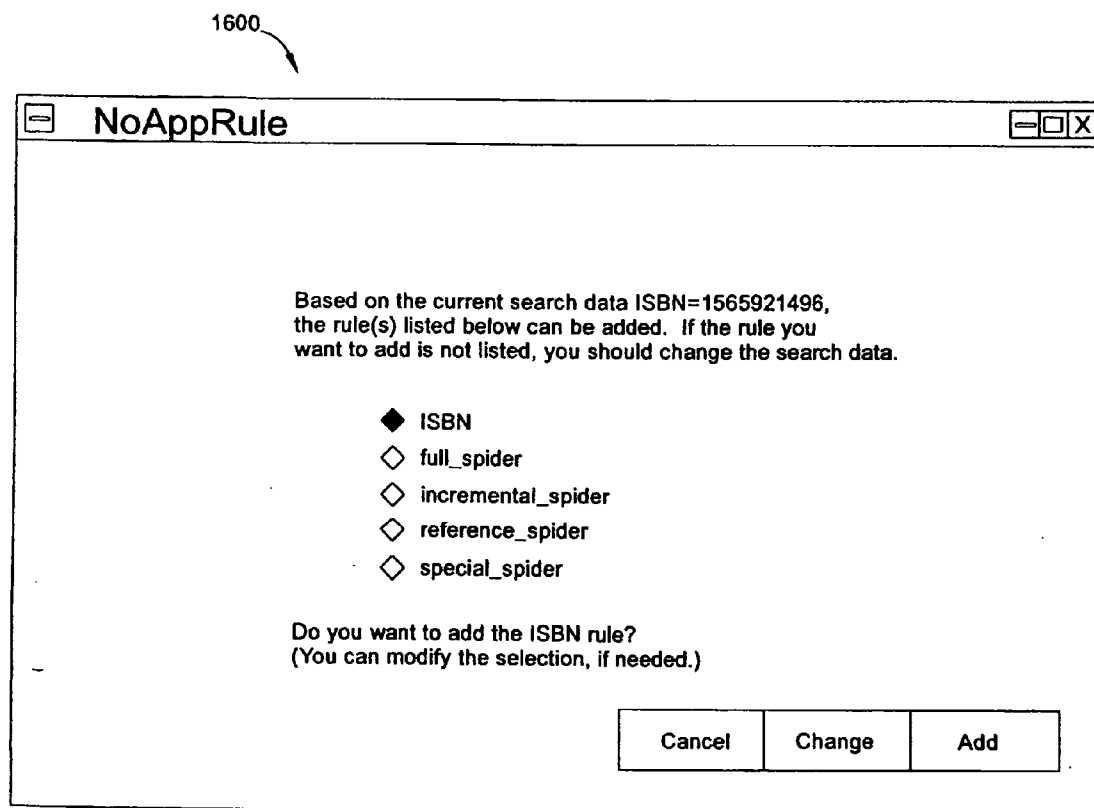 1600
NoAppRule
X
Based on the current search data ISBN=1565921496,
the rule(s) listed below can be added. If the rule you
want to add is not listed, you should change the search data.
ISBN
full_spider
incremental_spider
reference_spider
special_spider
Do you want to add the ISBN rule?
(You can modify the selection, if needed.)
Cancel Change Add